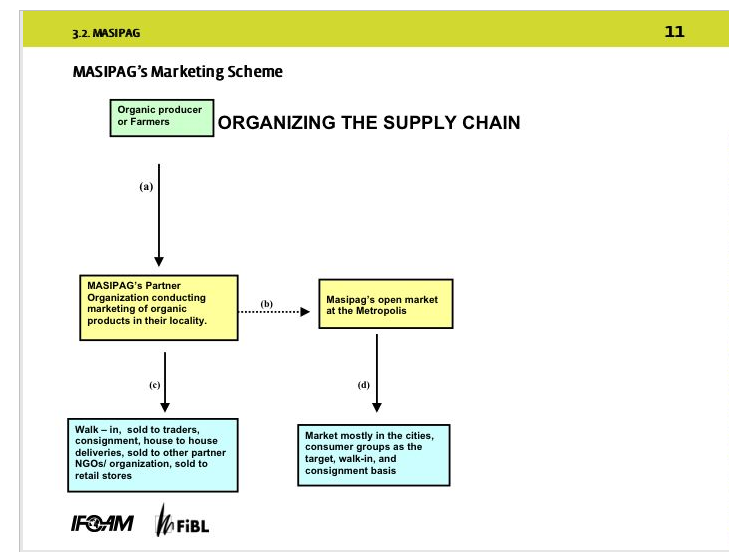 3.2. MASIPAG
11
MASIPAG's Marketing Scheme
Organic producer
or Farmers
ORGANIZING THE SUPPLY CHAIN
(a)
MASIPAG's Partner
Organization conducting
marketing of organic
products in their locality.
(b)
Masipag's open market
at the Metropolis
(c)
(d)
Walk – in, sold to traders,
consignment, house to house
deliveries, sold to other partner
NGOs/ organization, sold to
retail stores
Market mostly in the cities,
consumer groups as the
target, walk-in, and
consignment basis
IFOAM
FiBL